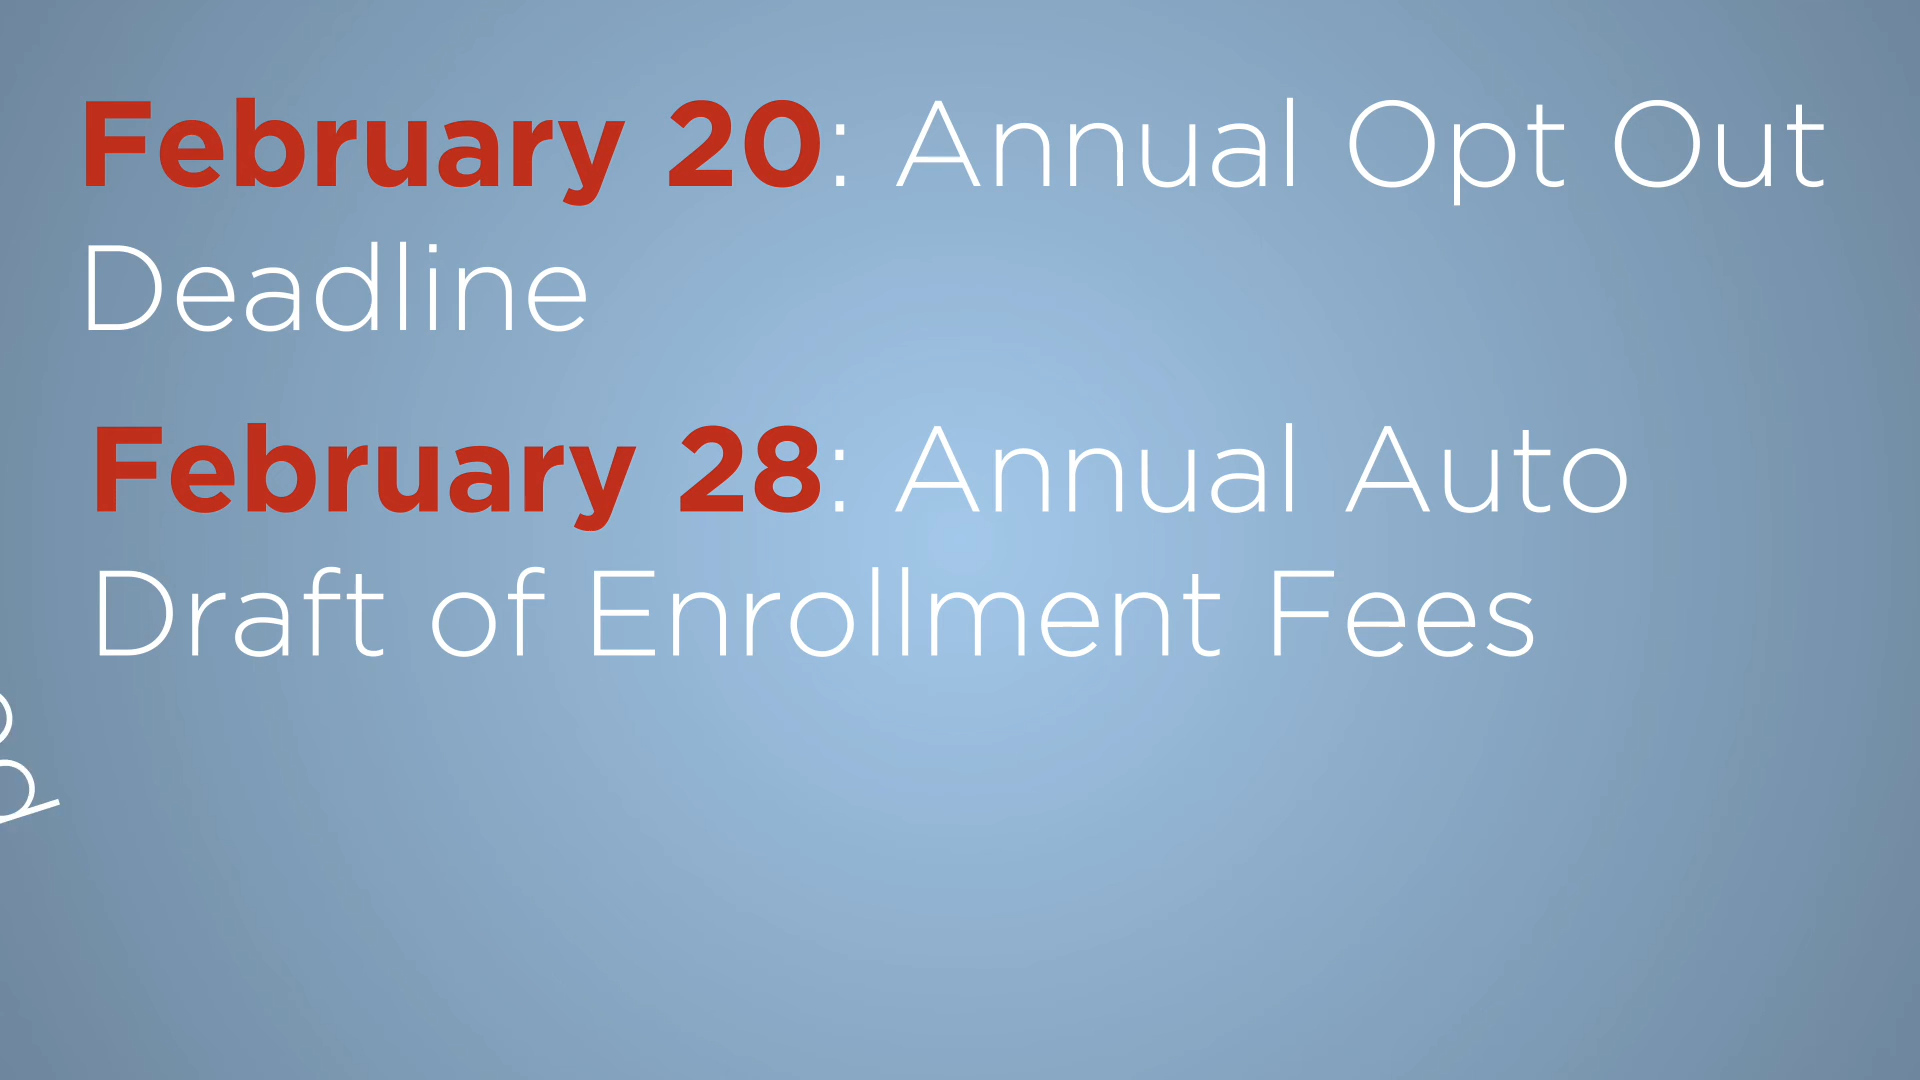 February 20: Annual Opt Out
Deadline
February 28: Annual Auto
Draft of Enrollment Fees